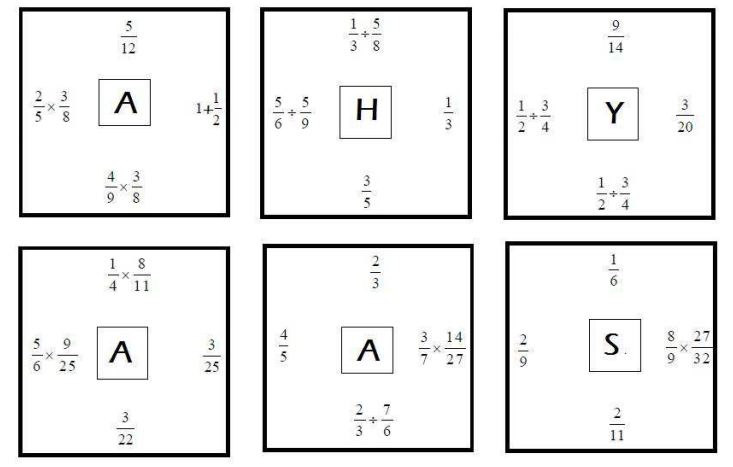 5/12
2/5 × 3/8 A 1+1/2
4/9 × 3/8
1/3 ÷ 5/8
5/6 ÷ 5/9 H 1/3
3/5
9/14
1/2 ÷ 3/4 Y 3/20
1/2 ÷ 3/4
1/4 × 8/11
5/6 × 9/25 A 3/25
3/22
2/3
4/5 A 3/7 × 14/27
2/3 ÷ 7/6
1/6
2/9 S. 8/9 × 27/32
2/11